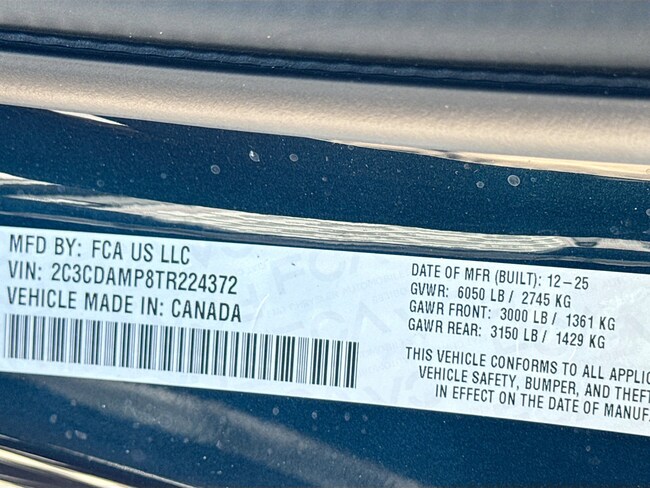 MFD BY: FCA US LLC
VIN: 2C3CDAMP8TR224372
VEHICLE MADE IN: CANADA
DATE OF MFR (BUILT): 12-25
GVWR: 6050 LB / 2745 KG
GAWR FRONT: 3000 LB / 1361 KG
GAWR REAR: 3150 LB / 1429 KG
THIS VEHICLE CONFORMS TO ALL APPLIC
VEHICLE SAFETY, BUMPER, AND THEFT
IN EFFECT ON THE DATE OF MANUF